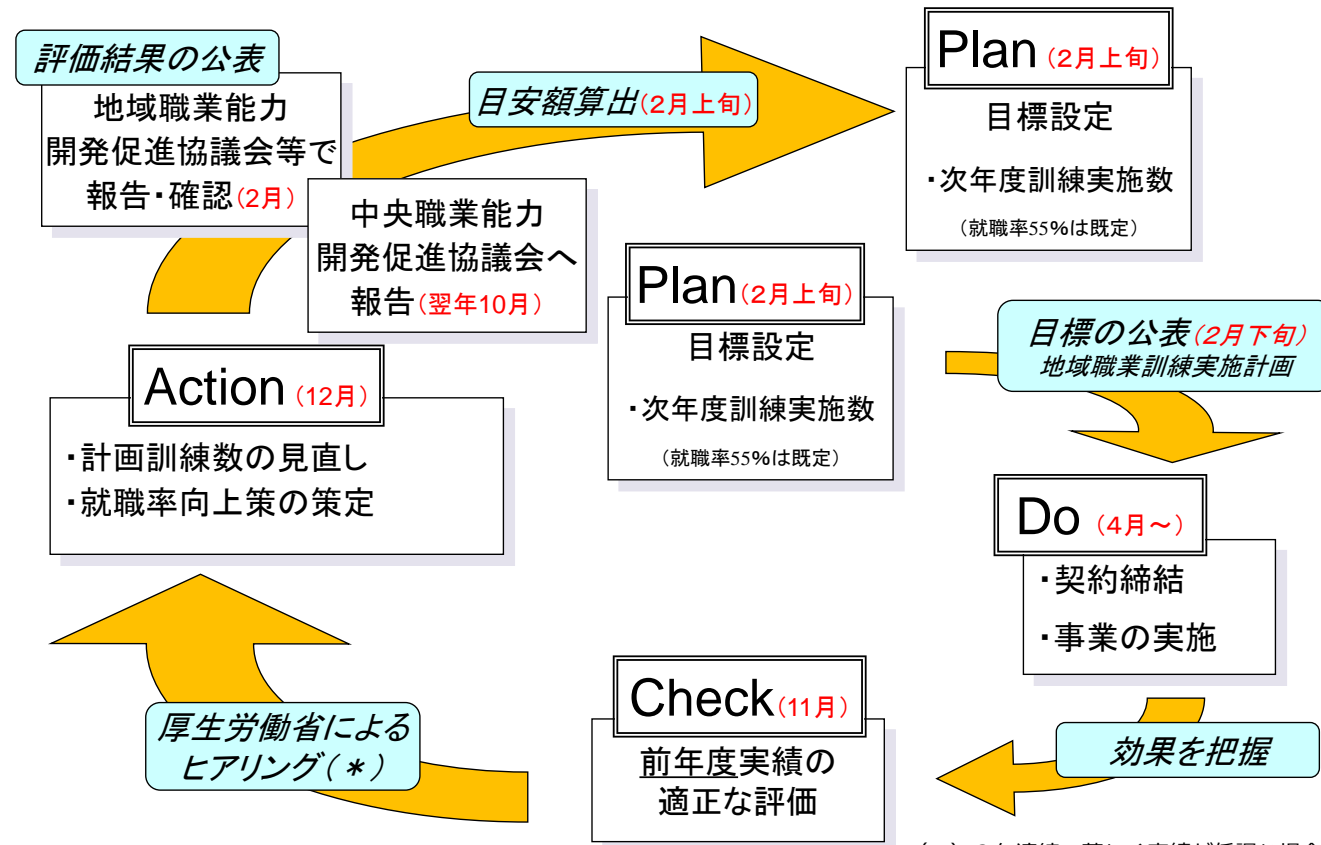 評価結果の公表
地域職業能力
開発促進協議会等で
報告・確認(2月)
中央職業能力
開発促進協議会へ
報告(翌年10月)
目安額算出(2月上旬)
Plan(2月上旬)
目標設定
・次年度訓練実施数
(就職率55%は既定)
Plan(2月上旬)
目標設定
・次年度訓練実施数
(就職率55%は既定)
目標の公表(2月下旬)
地域職業訓練実施計画
Do(4月～)
・契約締結
・事業の実施
効果を把握
Check(11月)
前年度実績の
適正な評価
厚生労働省による
ヒアリング(＊)
Action(12月)
・計画訓練数の見直し
・就職率向上策の策定